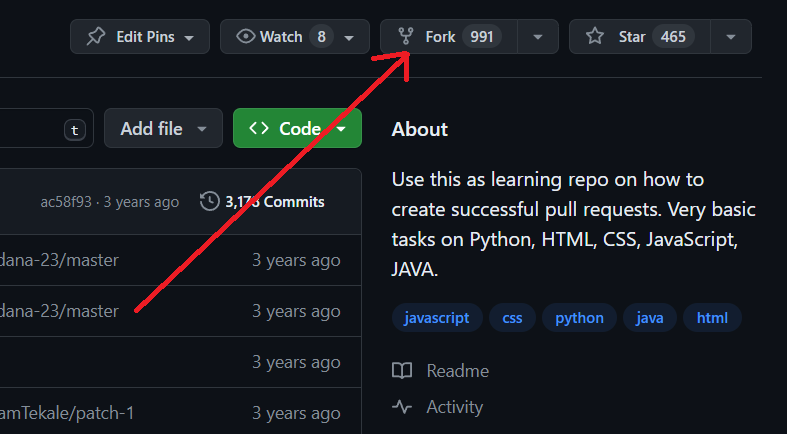 Edit Pins Watch 8 Fork 991 Star 465
t Add file Code
About
Use this as learning repo on how to
create successful pull requests. Very basic
tasks on Python, HTML, CSS, JavaScript,
JAVA.
ac58f93 · 3 years ago Commits
dana-23/master 3 years ago
dana-23/master 3 years ago
3 years ago
amTekale/patch-1 3 years ago
javascript css python java html
Readme
Activity